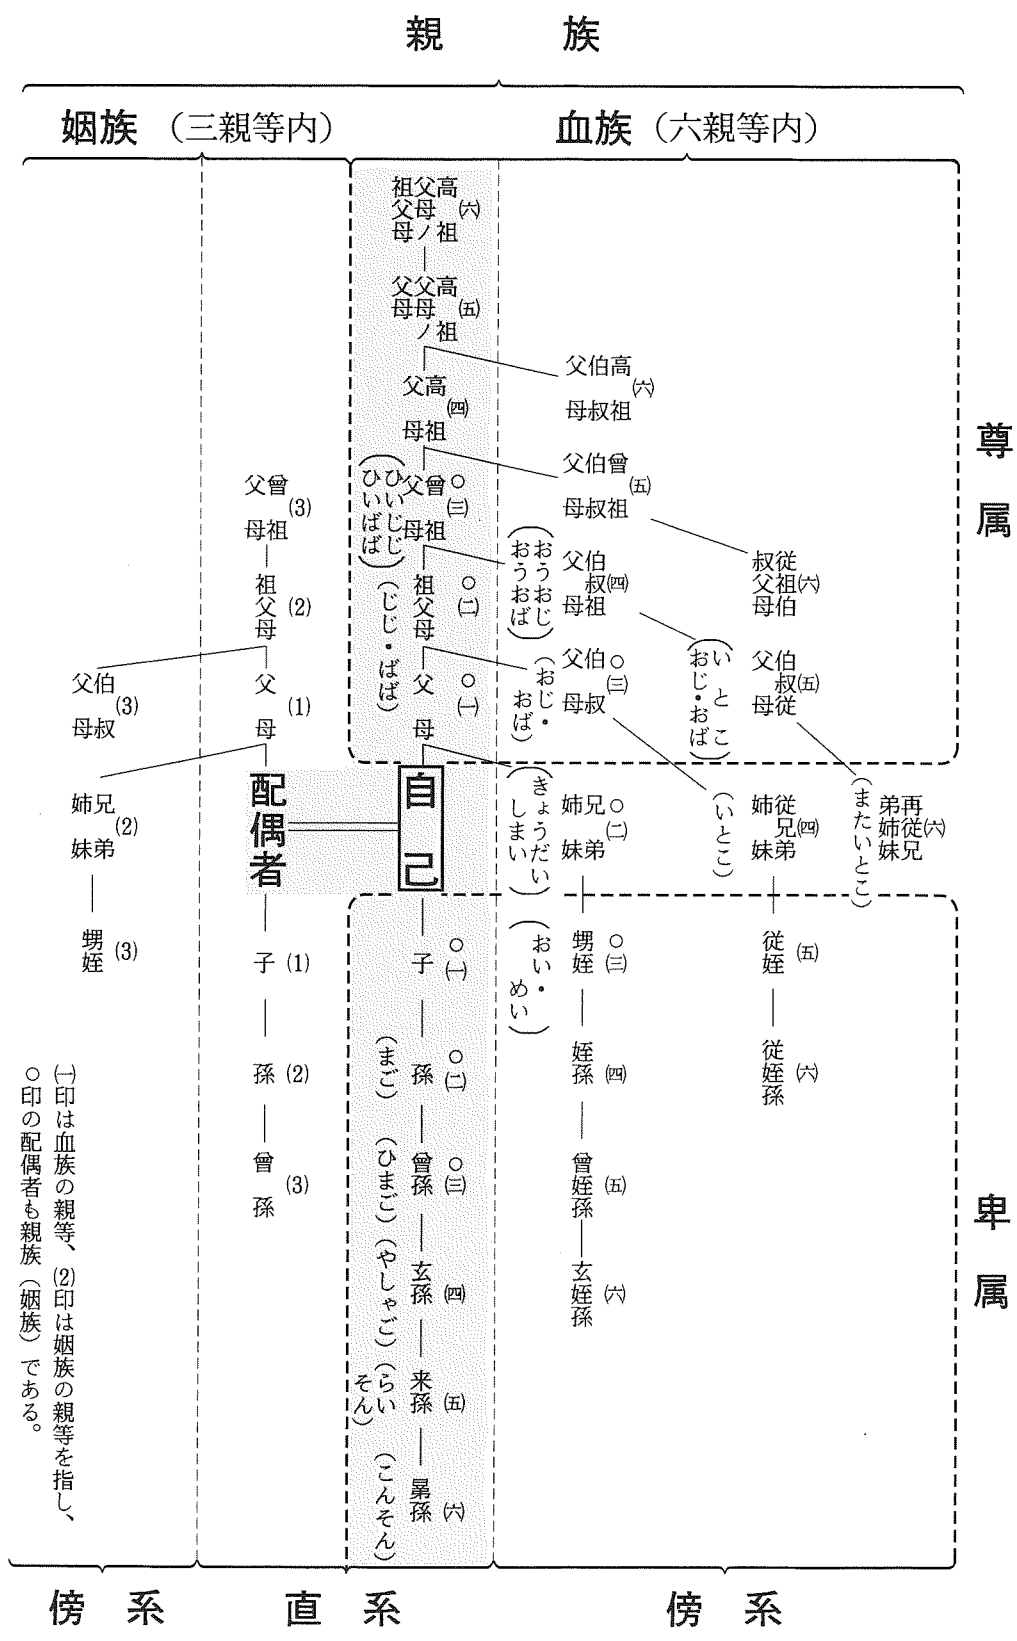 親族
血族（六親等内）
姻族（三親等内）
尊属
卑属
再従兄
弟姉妹
㈥
（またいとこ）
従祖伯
叔父母
㈥
伯叔従
父母
㈤
（いとこ
おじ・おば）
従兄弟
姉妹
㈣
（いとこ）
従姪
㈤
従姪孫
㈥
高祖
伯叔
父母
㈥
曾祖
伯叔
父母
㈤
伯叔祖
父母
㈣
（おうおじ
おうおば）
○㈢
伯叔
父母
（おじ・
おば）
○㈡
兄弟
姉妹
（きょうだい
しまい）
○㈢
甥姪
（おい・
めい）
姪孫
㈣
曾姪孫
㈤
玄姪孫
㈥
高祖
父母ノ
祖父母
㈥
高祖
父母ノ
父母
㈤
高祖
父母
㈣
○㈢
曾祖
父母
（ひいじじ
ひいばば）
○㈡
祖父母
（じじ・ばば）
○㈠
父母
自己
○㈠
子
○㈡
孫
（まご）
○㈢
曾孫
（ひまご）
玄孫
㈣
（やしゃご）
来孫
㈤
（らい
そん）
昷孫
㈥
（こんそん）
曾祖
父母
(3)
祖父母
(2)
父母
(1)
配偶者
子
(1)
孫
(2)
曾孫
(3)
伯叔
父母
(3)
兄弟
姉妹
(2)
甥姪
(3)
㈠印は血族の親等、(2)印は姻族の親等を指し、
○印の配偶者も親族（姻族）である。
傍系
直系
傍系